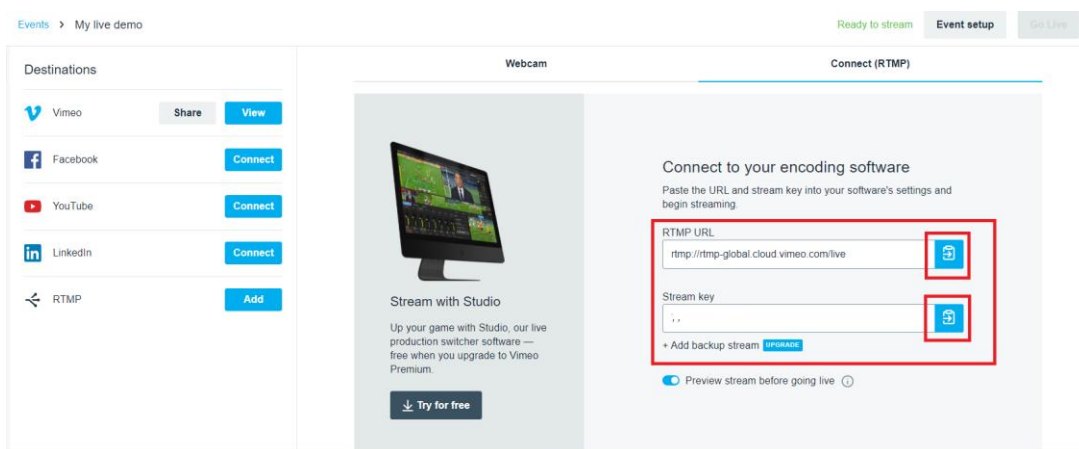 Events > My live demo
Ready to stream
Event setup
Go Live
Destinations
Vimeo
Share
View
Facebook
Connect
YouTube
Connect
LinkedIn
Connect
RTMP
Add
Webcam
Connect (RTMP)
Stream with Studio
Up your game with Studio, our live
production switcher software —
free when you upgrade to Vimeo
Premium.
Try for free
Connect to your encoding software
Paste the URL and stream key into your software's settings and
begin streaming.
RTMP URL
rtmp://rtmp-global.cloud.vimeo.com/live
Stream key
+ Add backup stream UPGRADE
Preview stream before going live